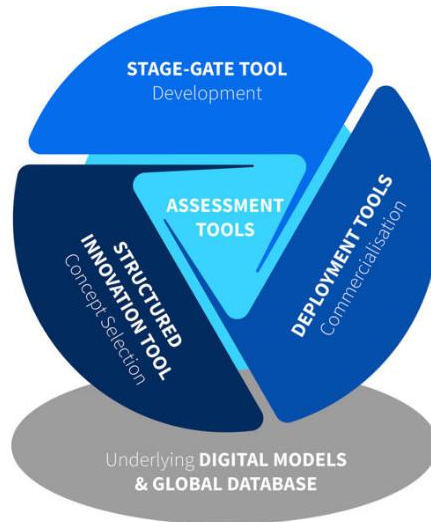 STAGE-GATE TOOL
Development
ASSESSMENT
TOOLS
DEPLOYMENT TOOLS
Commercialisation
STRUCTURED
INNOVATION TOOL
Concept Selection
Underlying DIGITAL MODELS
& GLOBAL DATABASE